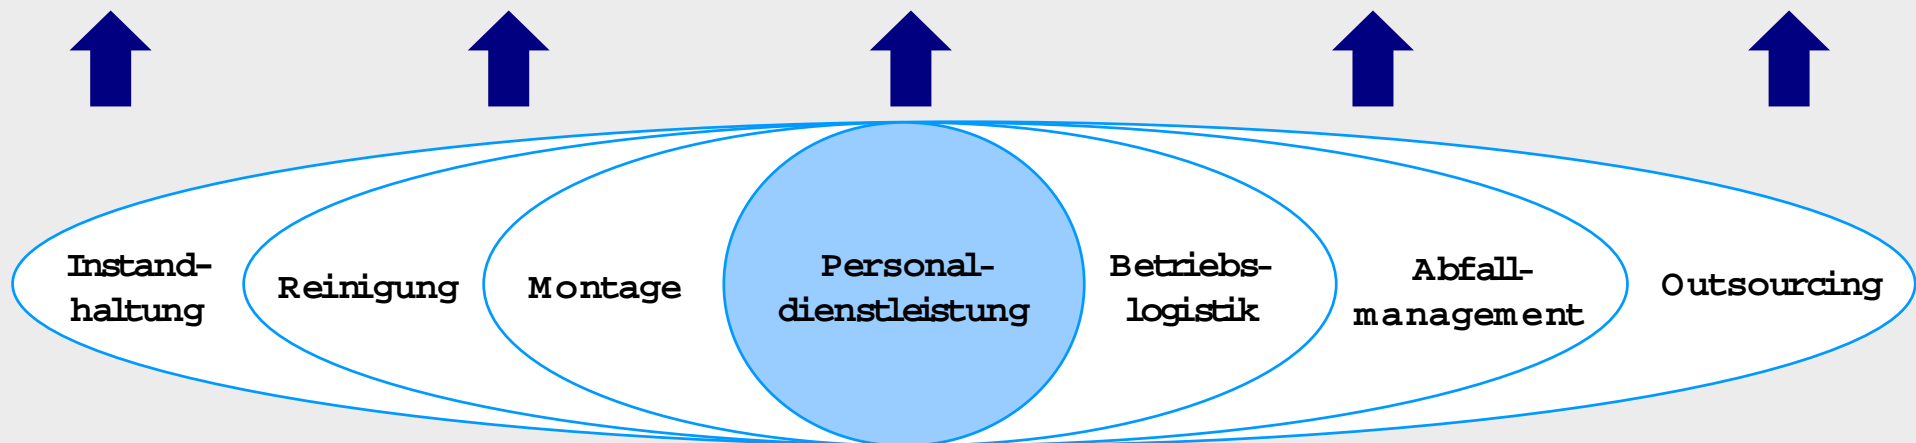 Instand-
haltung
Reinigung
Montage
Personal-
dienstleistung
Betriebs-
logistik
Abfall-
management
Outsourcing